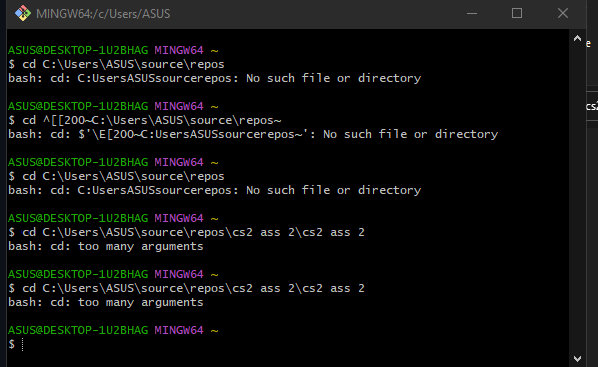 MINGW64:/c/Users/ASUS
ASUS@DESKTOP-1U2BHAG MINGW64 ~
$ cd C:\Users\ASUS\source\repos
bash: cd: C:UsersASUSsourcerepos: No such file or directory
ASUS@DESKTOP-1U2BHAG MINGW64 ~
$ cd ^[[200~C:\Users\ASUS\source\repos~
bash: cd: $'\E[200~C:UsersASUSsourcerepos~': No such file or directory
ASUS@DESKTOP-1U2BHAG MINGW64 ~
$ cd C:\Users\ASUS\source\repos
bash: cd: C:UsersASUSsourcerepos: No such file or directory
ASUS@DESKTOP-1U2BHAG MINGW64 ~
$ cd C:\Users\ASUS\source\repos\cs2 ass 2\cs2 ass 2
bash: cd: too many arguments
ASUS@DESKTOP-1U2BHAG MINGW64 ~
$ cd C:\Users\ASUS\source\repos\cs2 ass 2\cs2 ass 2
bash: cd: too many arguments
ASUS@DESKTOP-1U2BHAG MINGW64 ~
$
e
cs2